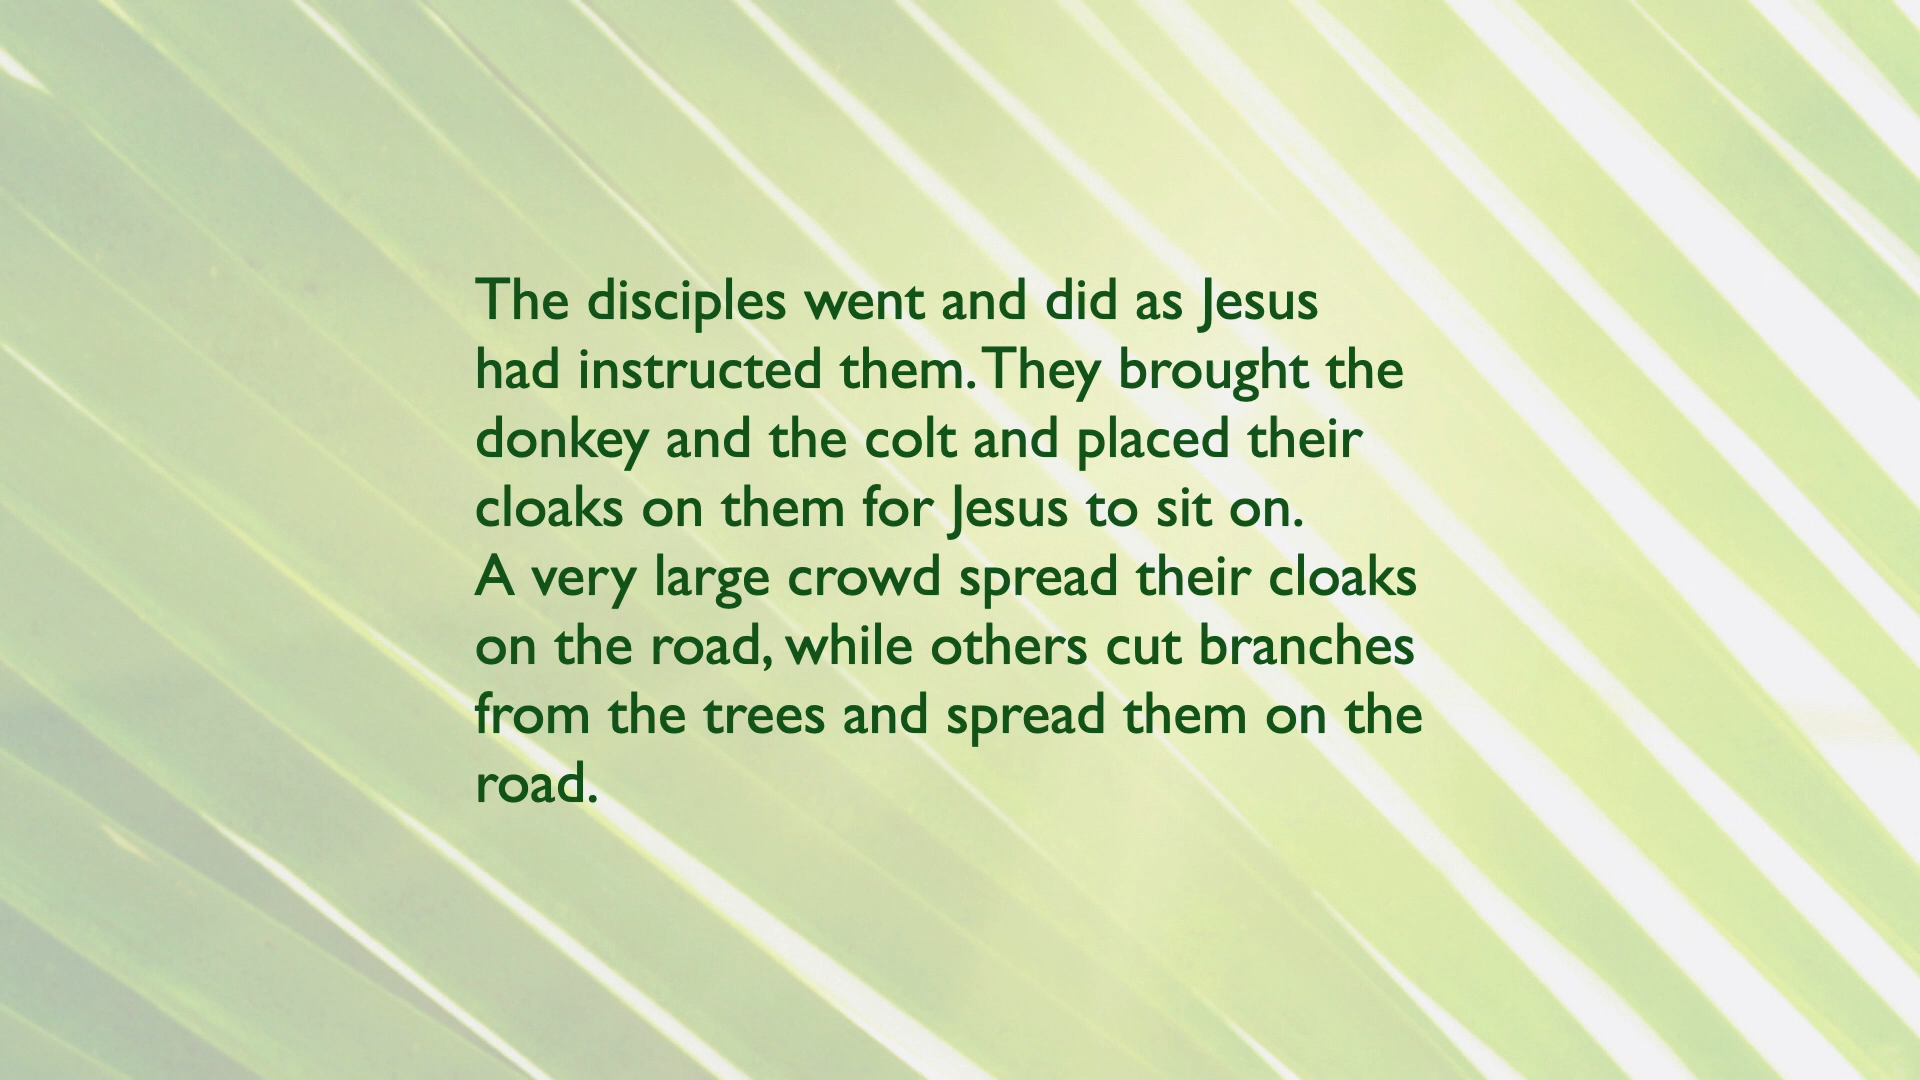 The disciples went and did as Jesus
had instructed them. They brought the
donkey and the colt and placed their
cloaks on them for Jesus to sit on.
A very large crowd spread their cloaks
on the road, while others cut branches
from the trees and spread them on the
road.